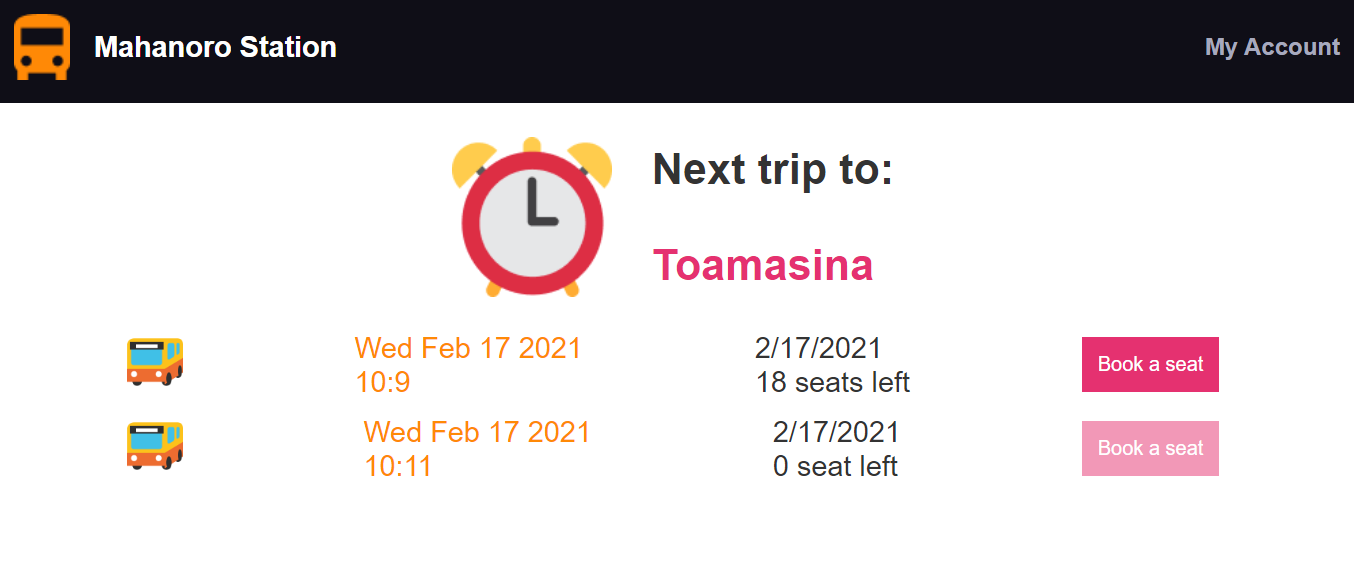 Mahanoro Station
My Account
Next trip to:
Toamasina
Wed Feb 17 2021
10:9
2/17/2021
18 seats left
Book a seat
Wed Feb 17 2021
10:11
2/17/2021
0 seat left
Book a seat